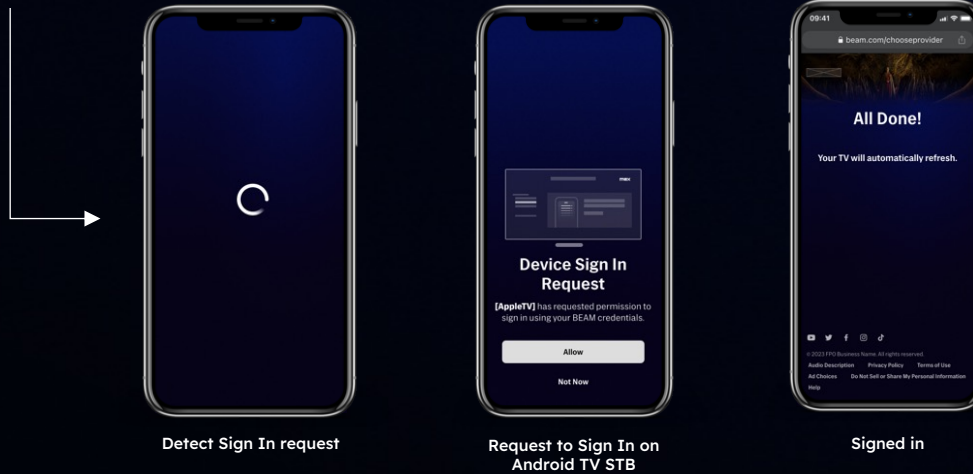 09:41
beam.com/chooseprovider
max
All Done!
Your TV will automatically refresh.
Device Sign In
Request
[AppleTV] has requested permission to
sign in using your BEAM credentials.
Allow
Not Now
© 2023 FPO Business Name. All rights reserved.
Audio Description Privacy Policy Terms of Use
Ad Choices Do Not Sell or Share My Personal Information
Help
Detect Sign In request
Request to Sign In on
Android TV STB
Signed in